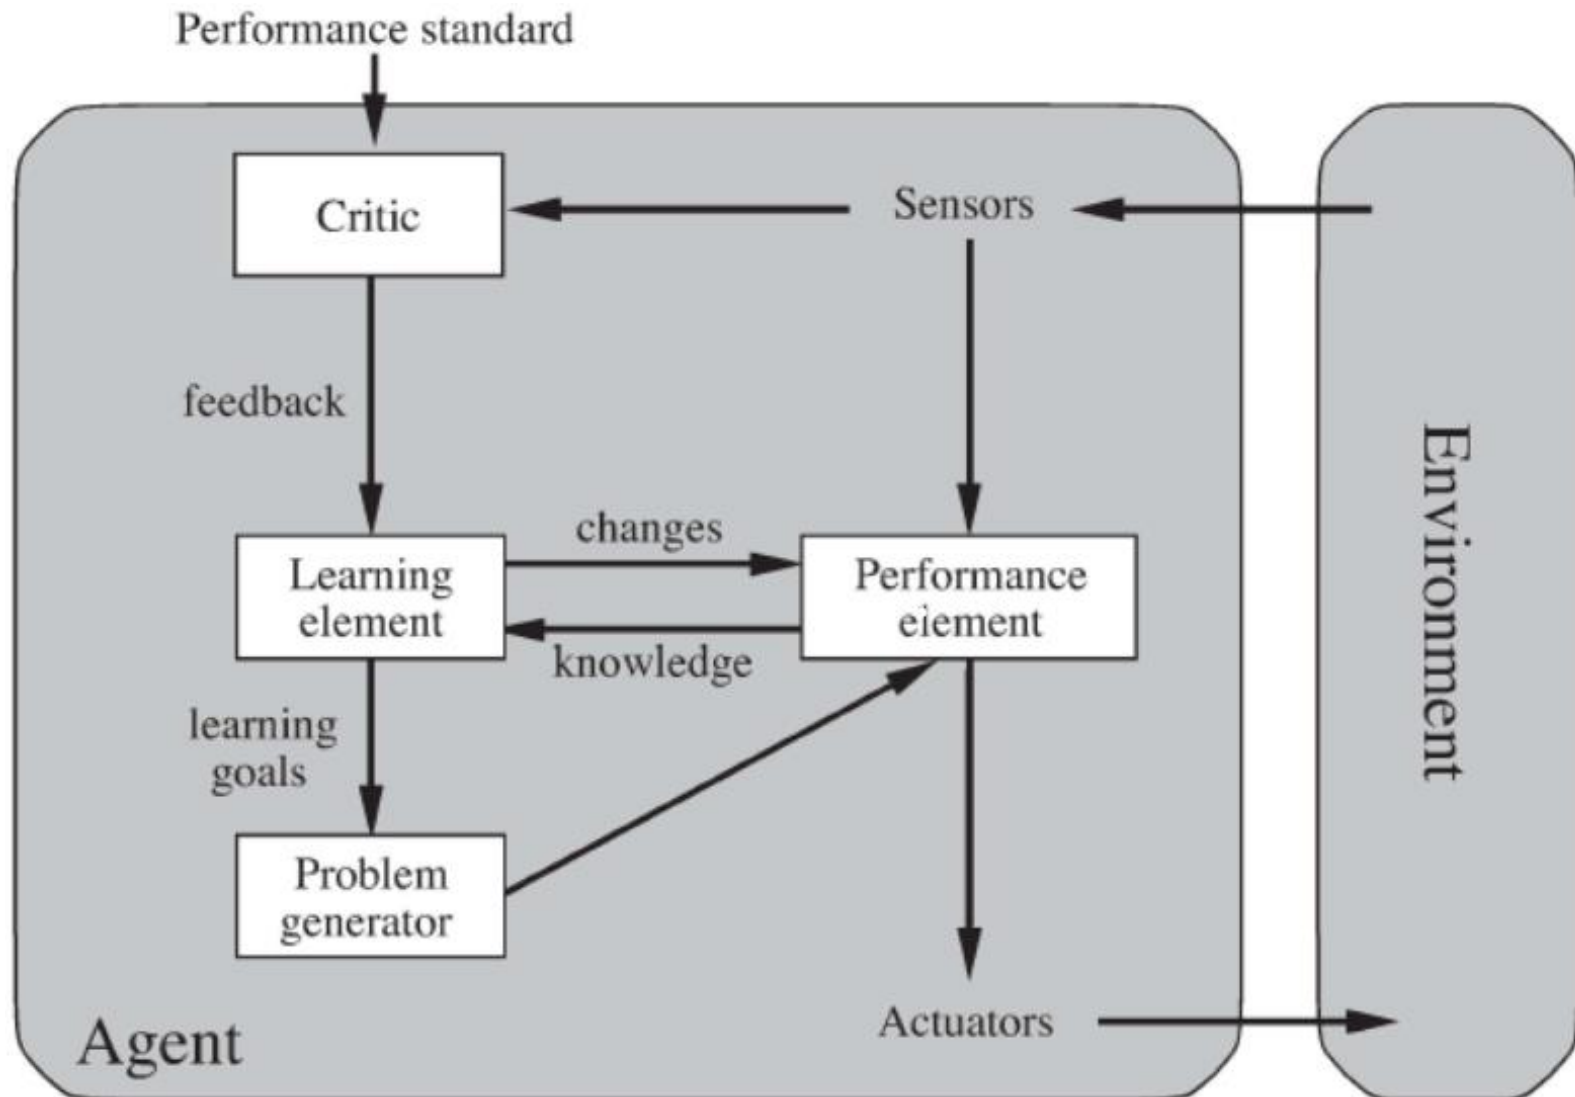 Performance standard
Critic
Sensors
feedback
changes
Learning
element
Performance
eiement
knowledge
learning
goals
Problem
generator
Environment
Actuators
Agent